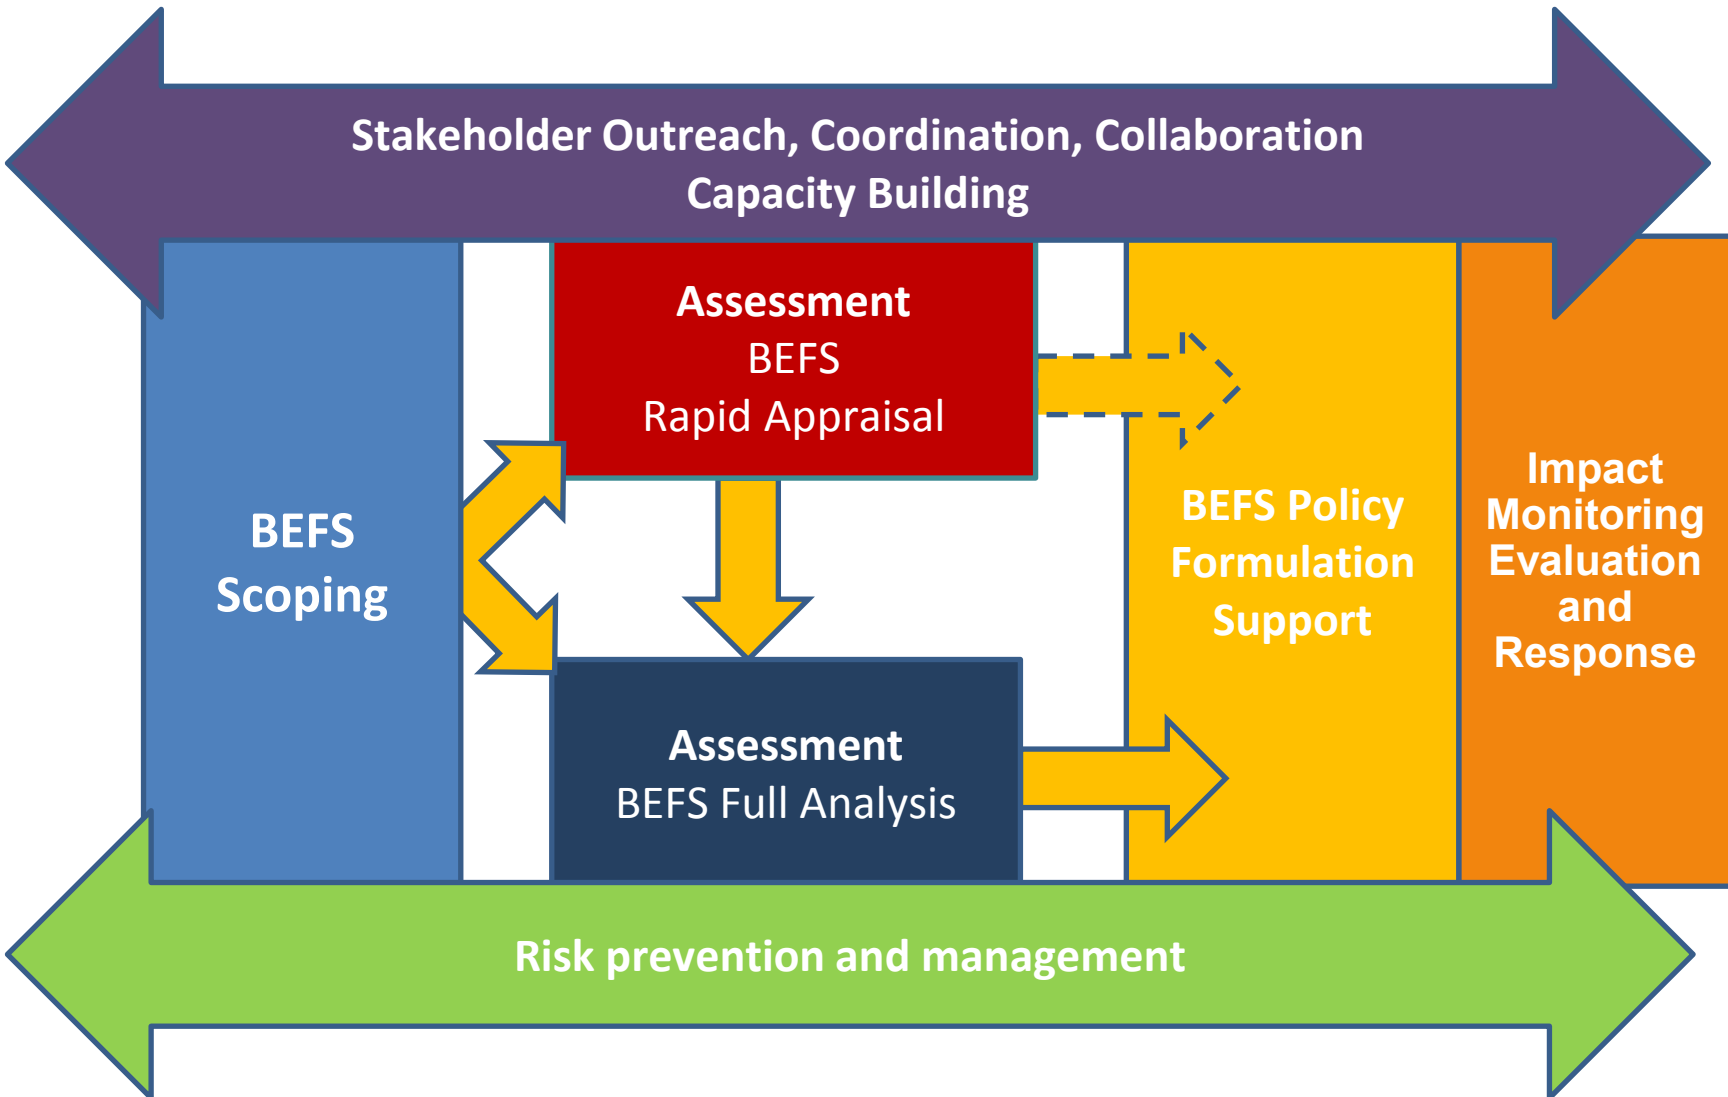 Stakeholder Outreach, Coordination, Collaboration
Capacity Building
BEFS
Scoping
Assessment
BEFS
Rapid Appraisal
Assessment
BEFS Full Analysis
BEFS Policy
Formulation
Support
Impact
Monitoring
Evaluation
and
Response
Risk prevention and management